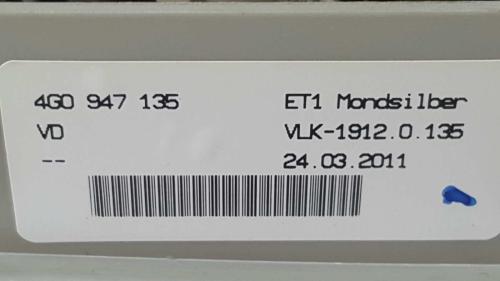 4G0 947 135 ET1 Mondsilber
VD VLK-1912.0.135
-- 24.03.2011